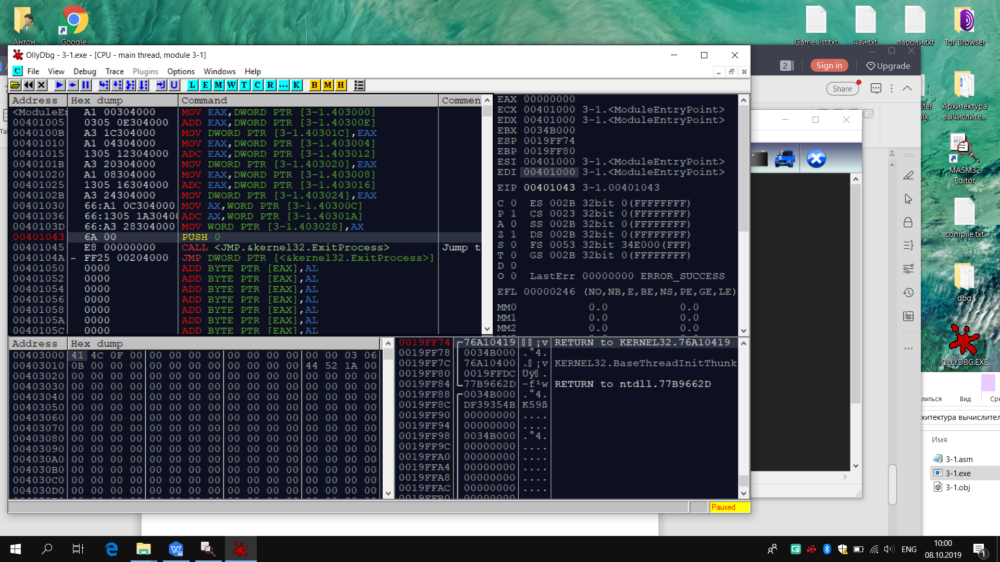 Антон
Google
Game list.txt
чай.txt
пароли.txt
Tor Browser
OllyDbg - 3-1.exe - [CPU - main thread, module 3-1]
2
Sign in
Upgrade
C File View Debug Trace Plugins Options Windows Help
L E M W T C R ... K B M H
Share
Address Hex dump Command Commen
<ModuleEn A1 00304000 MOV EAX,DWORD PTR [3-1.403000]
00401005 0305 0E304000 ADD EAX,DWORD PTR [3-1.40300E]
0040100B A3 1C304000 MOV DWORD PTR [3-1.40301C],EAX
00401010 A1 04304000 MOV EAX,DWORD PTR [3-1.403004]
00401015 1305 12304000 ADC EAX,DWORD PTR [3-1.403012]
0040101B A3 20304000 MOV DWORD PTR [3-1.403020],EAX
00401020 A1 08304000 MOV EAX,DWORD PTR [3-1.403008]
00401025 1305 16304000 ADC EAX,DWORD PTR [3-1.403016]
0040102B A3 24304000 MOV DWORD PTR [3-1.403024],EAX
00401030 66:A1 0C304000 MOV AX,WORD PTR [3-1.40300C]
00401036 66:1305 1A30400 ADC AX,WORD PTR [3-1.40301A]
0040103D 66:A3 28304000 MOV WORD PTR [3-1.403028],AX
00401043 6A 00 PUSH 0
00401045 E8 00000000 CALL <JMP.&kernel32.ExitProcess> Jump t
0040104A - FF25 00204000 JMP DWORD PTR [<&kernel32.ExitProcess>]
00401050 0000 ADD BYTE PTR [EAX],AL
00401052 0000 ADD BYTE PTR [EAX],AL
00401054 0000 ADD BYTE PTR [EAX],AL
00401056 0000 ADD BYTE PTR [EAX],AL
00401058 0000 ADD BYTE PTR [EAX],AL
0040105A 0000 ADD BYTE PTR [EAX],AL
0040105C 0000 ADD BYTE PTR [EAX],AL
EAX 00000000
ECX 00401000 3-1.<ModuleEntryPoint>
EDX 00401000 3-1.<ModuleEntryPoint>
EBX 0034B000
ESP 0019FF74
EBP 0019FF80
ESI 00401000 3-1.<ModuleEntryPoint>
EDI 00401000 3-1.<ModuleEntryPoint>
EIP 00401043 3-1.00401043
C 0 ES 002B 32bit 0(FFFFFFFF)
P 1 CS 0023 32bit 0(FFFFFFFF)
A 0 SS 002B 32bit 0(FFFFFFFF)
Z 1 DS 002B 32bit 0(FFFFFFFF)
S 0 FS 0053 32bit 34E000(FFF)
T 0 GS 002B 32bit 0(FFFFFFFF)
D 0
O 0 LastErr 00000000 ERROR_SUCCESS
EFL 00000246 (NO,NB,E,BE,NS,PE,GE,LE)
MM0 0.0 0.0
MM1 0.0 0.0
MM2 0.0 0.0
Address Hex dump
00403000 41 4C 0F 00 00 00 00 00 00 00 00 00 00 00 03 06
00403010 0B 00 00 00 00 00 00 00 00 00 00 00 44 52 1A 00
00403020 00 00 00 00 00 00 00 00 00 00 00 00 00 00 00 00
00403030 00 00 00 00 00 00 00 00 00 00 00 00 00 00 00 00
00403040 00 00 00 00 00 00 00 00 00 00 00 00 00 00 00 00
00403050 00 00 00 00 00 00 00 00 00 00 00 00 00 00 00 00
00403060 00 00 00 00 00 00 00 00 00 00 00 00 00 00 00 00
00403070 00 00 00 00 00 00 00 00 00 00 00 00 00 00 00 00
00403080 00 00 00 00 00 00 00 00 00 00 00 00 00 00 00 00
00403090 00 00 00 00 00 00 00 00 00 00 00 00 00 00 00 00
004030A0 00 00 00 00 00 00 00 00 00 00 00 00 00 00 00 00
004030B0 00 00 00 00 00 00 00 00 00 00 00 00 00 00 00 00
004030C0 00 00 00 00 00 00 00 00 00 00 00 00 00 00 00 00
004030D0 00 00 00 00 00 00 00 00 00 00 00 00 00 00 00 00
0019FF74 76A10419 ¡v RETURN to KERNEL32.76A10419
0019FF78 0034B000 .°4.
0019FF7C 76A10400 ¡v KERNEL32.BaseThreadInitThunk
0019FF80 0019FFDC Üÿ .
0019FF84 77B9662D -f¹w RETURN to ntdll.77B9662D
0019FF88 0034B000 .°4.
0019FF8C DF39354B K59ß
0019FF90 00000000 ....
0019FF94 00000000 ....
0019FF98 0034B000 .°4.
0019FF9C 00000000 ....
0019FFA0 00000000 ....
0019FFA4 00000000 ....
0019FFA8 00000000 ....
0019FFAC 00000000 ....
0019FFB0 00000000
Paused
Архитектура
вычислите...
MASM32
Editor
compile.txt
dbg
OLLYDBG.EXE
литься Вид Сре
хитектура вычислител
Имя
3-1.asm
3-1.exe
3-1.obj
ENG
10:00
08.10.2019
1